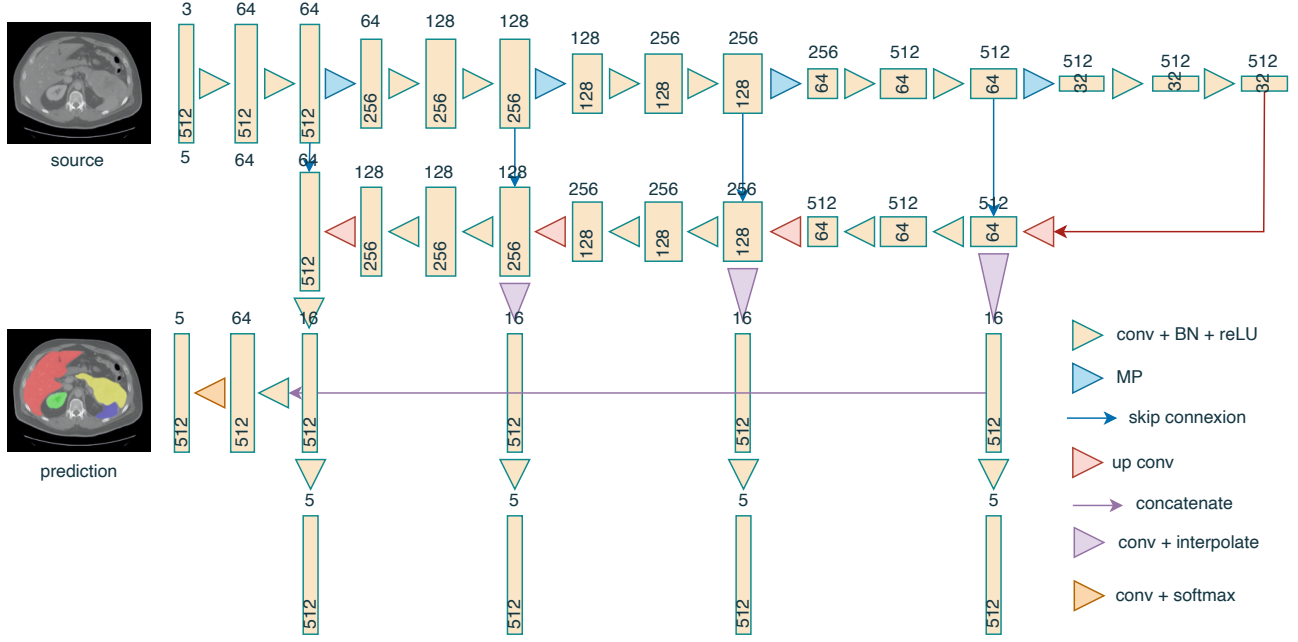 3 64 64 64 128 128 128 256 256 256 512 512 512 512 512
512 512 512 256 256 256 128 128 128 64 64 64 32 32 32
source
5 64 64 128 128 128 256 256 256 512 512 512
512 256 256 256 128 128 128 64 64 64
5 64 16 16 16 16
512 512 512 512 512 512
prediction
5 5 5 5
512 512 512 512
conv + BN + reLU
MP
skip connexion
up conv
concatenate
conv + interpolate
conv + softmax